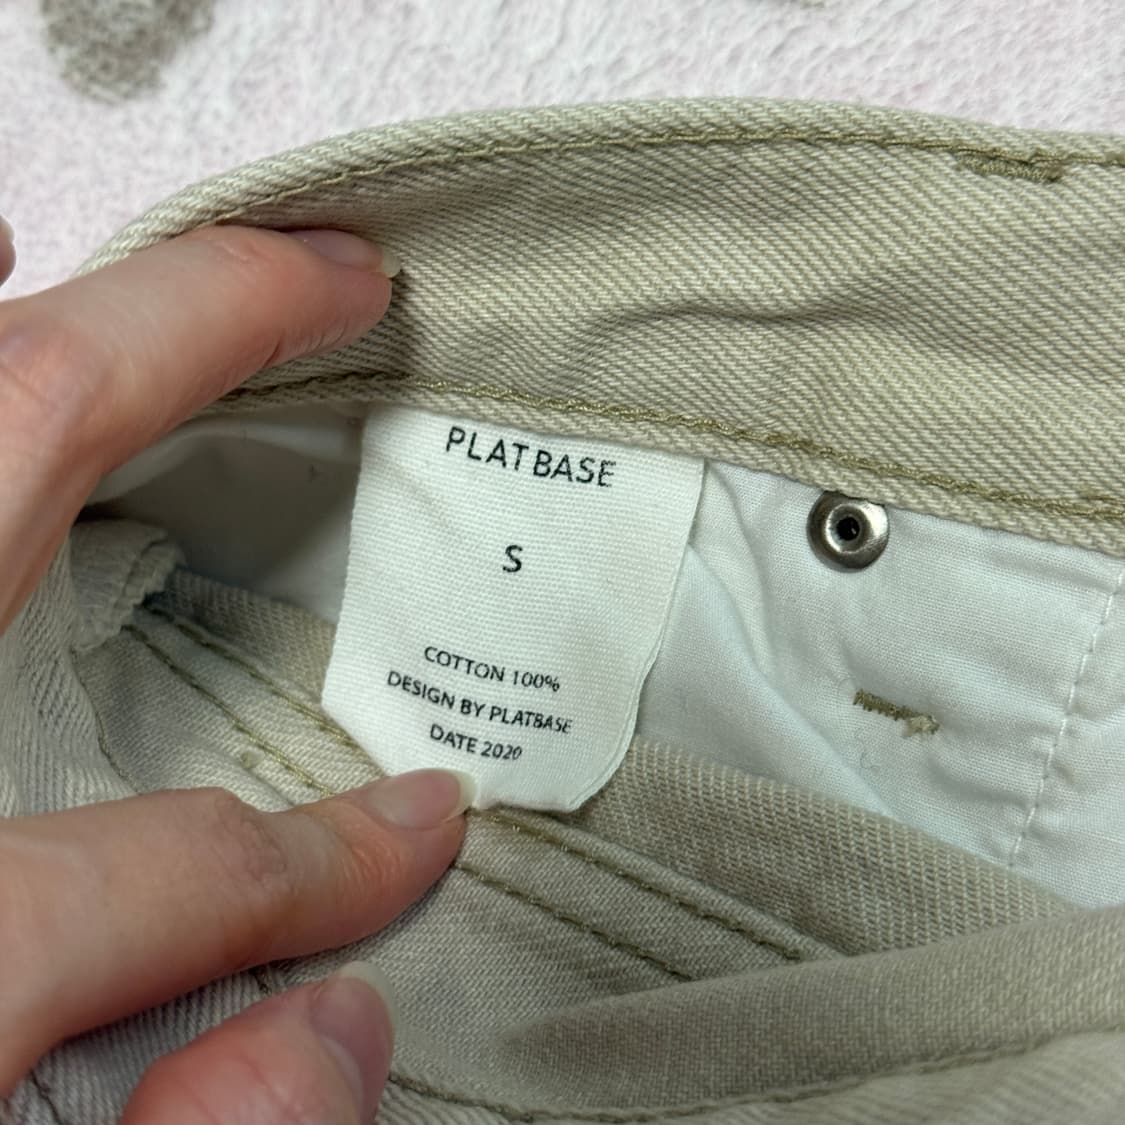 PLATBASE
S
COTTON 100%
DESIGN BY PLATBASE
DATE 2020